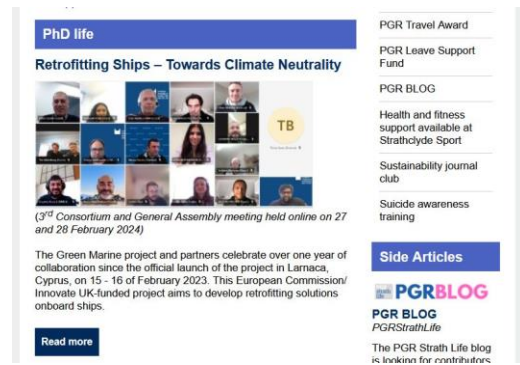 PhD life
Retrofitting Ships – Towards Climate Neutrality
TB
(3rd Consortium and General Assembly meeting held online on 27
and 28 February 2024)
The Green Marine project and partners celebrate over one year of
collaboration since the official launch of the project in Larnaca,
Cyprus, on 15 - 16 of February 2023. This European Commission/
Innovate UK-funded project aims to develop retrofitting solutions
onboard ships.
Read more
PGR Travel Award
PGR Leave Support
Fund
PGR BLOG
Health and fitness
support available at
Strathclyde Sport
Sustainability journal
club
Suicide awareness
training
Side Articles
PGRBLOG
PGR BLOG
PGRStrathLife
The PGR Strath Life blog
is looking for contributors